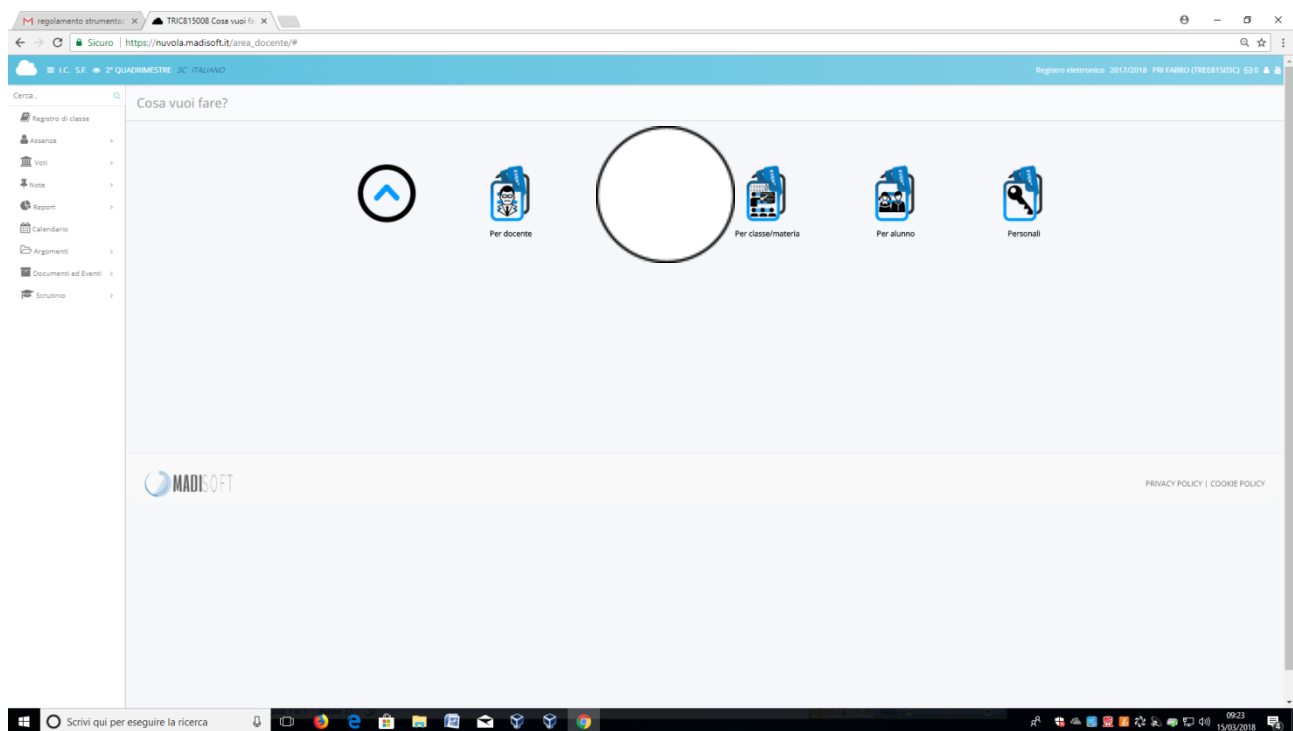 regolamento strumenta
TRIC815008 Cosa vuoi fa
Sicuro
https://nuvola.madisoft.it/area_docente/#
I.C. S.F. 2° QUADRIMESTRE 3C ITALIANO
Registro elettronico 2017/2018 PRI FABRO (TREE81503C) 0
Cerca..
Cosa vuoi fare?
Registro di classe
Assenze
Voti
Note
Report
Calendario
Argomenti
Documenti ed Eventi
Scrutinio
Per docente
Per classe/materia
Per alunno
Personali
MADISOFT
PRIVACY POLICY | COOKIE POLICY
Scrivi qui per eseguire la ricerca
09:23
15/03/2018
4